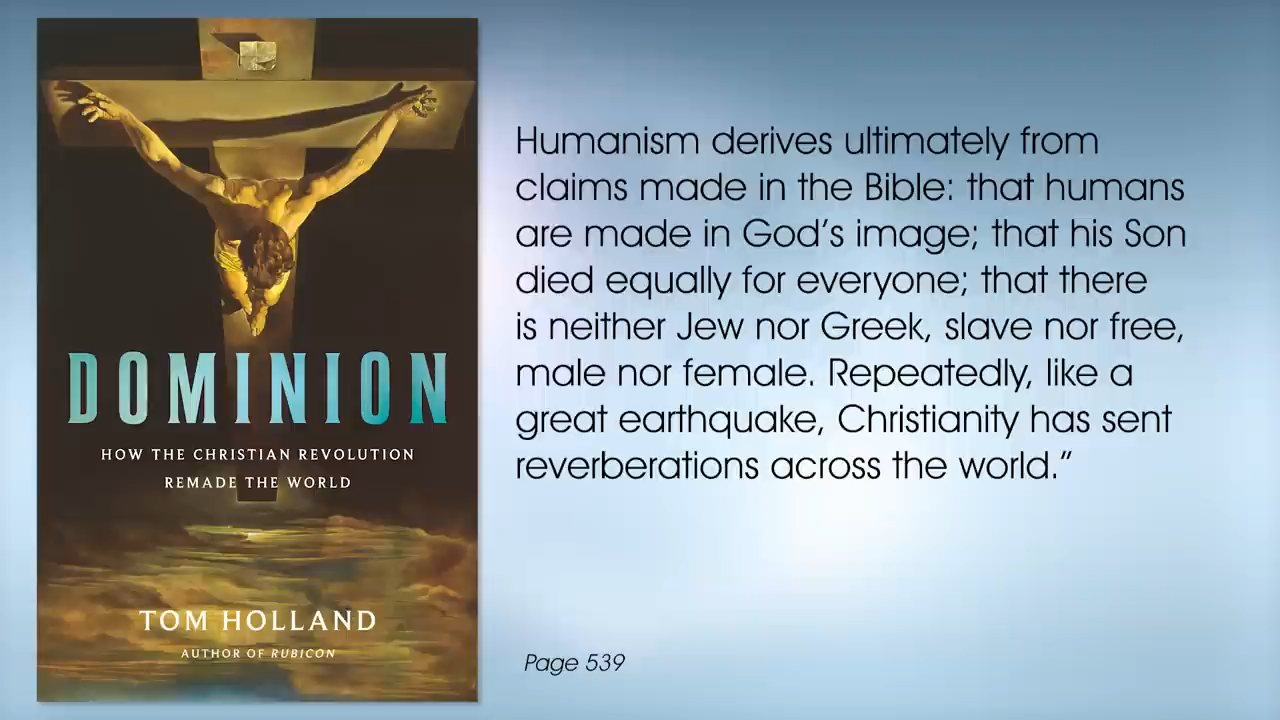 DOMINION
HOW THE CHRISTIAN REVOLUTION
REMADE THE WORLD
TOM HOLLAND
AUTHOR OF RUBICON
Humanism derives ultimately from
claims made in the Bible: that humans
are made in God’s image; that his Son
died equally for everyone; that there
is neither Jew nor Greek, slave nor free,
male nor female. Repeatedly, like a
great earthquake, Christianity has sent
reverberations across the world.”
Page 539